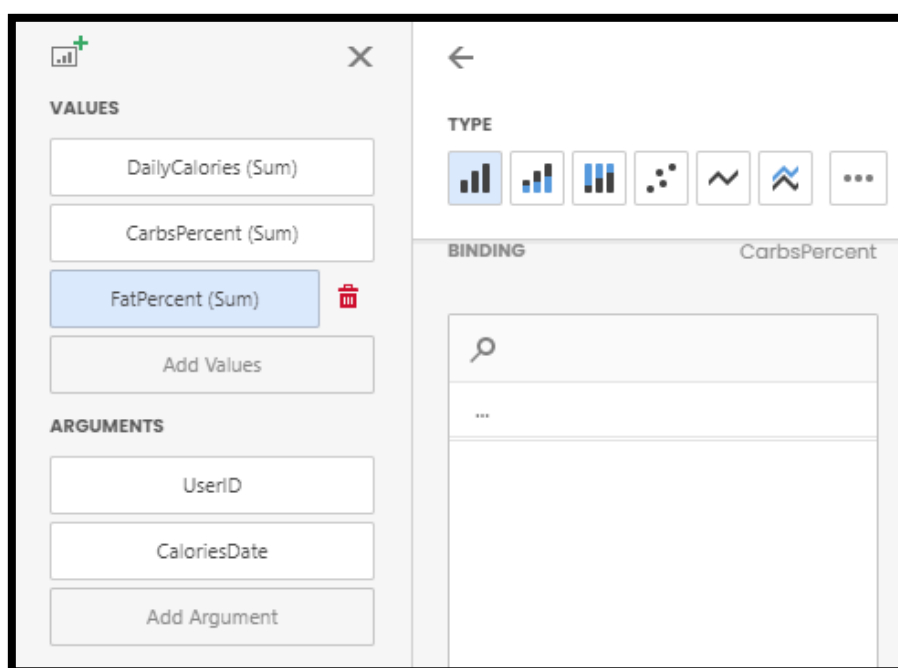 VALUES
DailyCalories (Sum)
CarbsPercent (Sum)
FatPercent (Sum)
Add Values
ARGUMENTS
UserID
CaloriesDate
Add Argument
TYPE
BINDING CarbsPercent
...